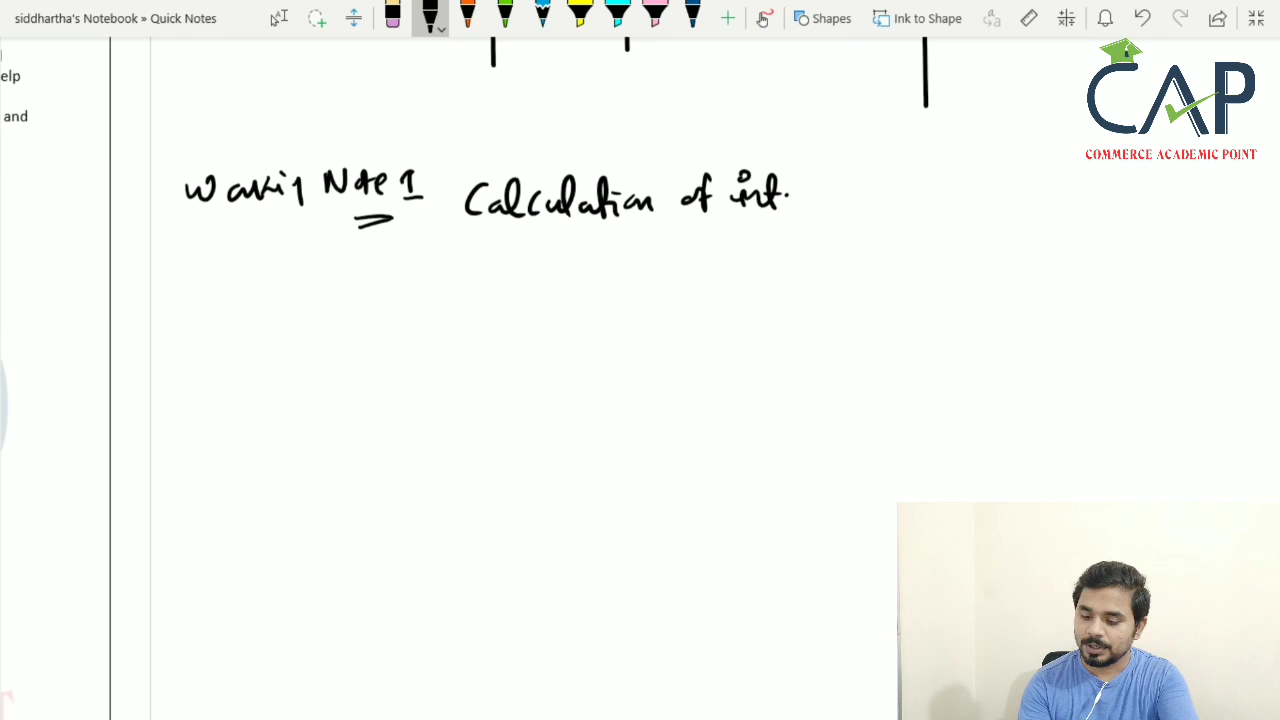 siddhartha's Notebook » Quick Notes
Shapes
Ink to Shape
elp
and
CAP
COMMERCE ACADEMIC POINT
Working Note 1 Calculation of int.